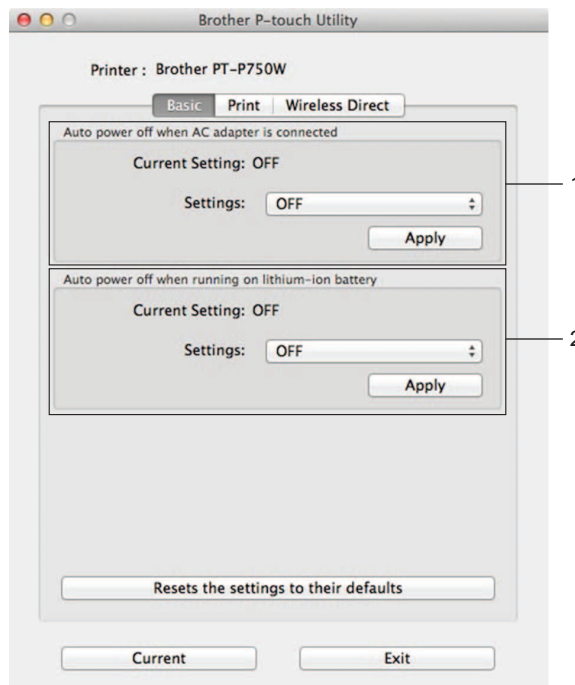 Brother P-touch Utility
Printer : Brother PT-P750W
Basic Print Wireless Direct
Auto power off when AC adapter is connected
Current Setting: OFF
Settings: OFF
Apply
1
Auto power off when running on lithium-ion battery
Current Setting: OFF
Settings: OFF
Apply
2
Resets the settings to their defaults
Current Exit